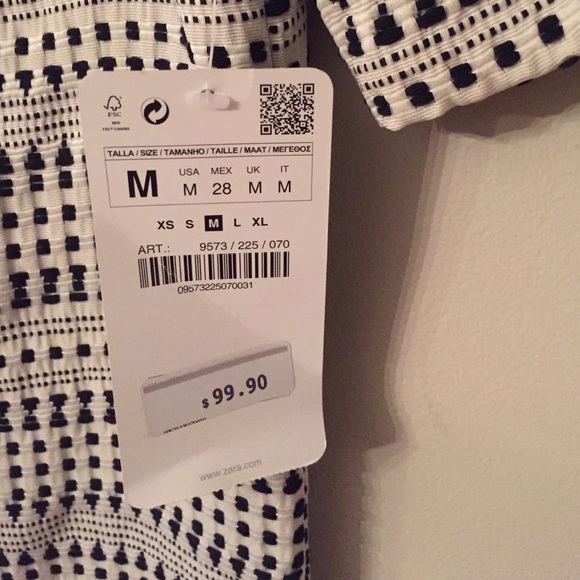 FSC
MIX
TALLA / SIZE / TAMANHO / TAILLE / MAAT / ΜΕΓΕΘΟΣ
M
USA MEX UK IT
M 28 M M
XS S M L XL
ART.: 9573 / 225 / 070
09573225070031
$ 99.90
www.zara.com